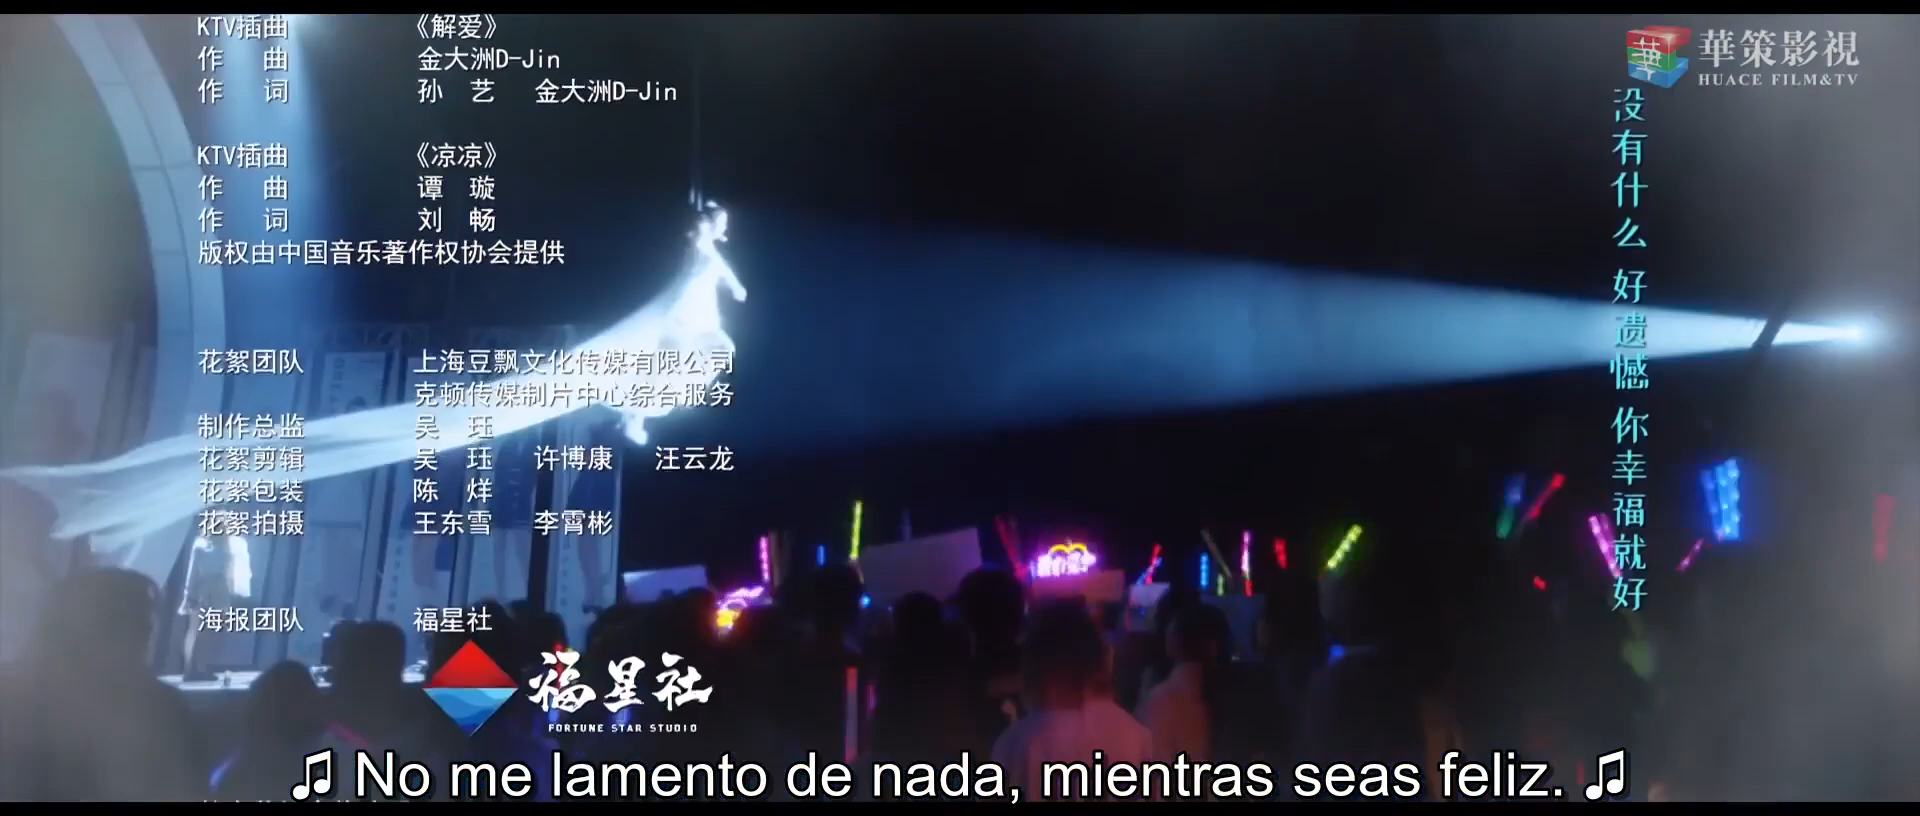 KTV插曲 《解爱》
作 曲 金大洲D-Jin
作 词 孙 艺 金大洲D-Jin
KTV插曲 《凉凉》
作 曲 谭 璇
作 词 刘 畅
版权由中国音乐著作权协会提供
花絮团队 上海豆飘文化传媒有限公司
克顿传媒制片中心综合服务
制作总监 吴 珏
花絮剪辑 吴 珏 许博康 汪云龙
花絮包装 陈 烊
花絮拍摄 王东雪 李霄彬
海报团队 福星社
福星社
FORTUNE STAR STUDIO
華
華策影視
HUACE FILM&TV
没有什么 好遗憾 你幸福就好
♫ No me lamento de nada, mientras seas feliz. ♫